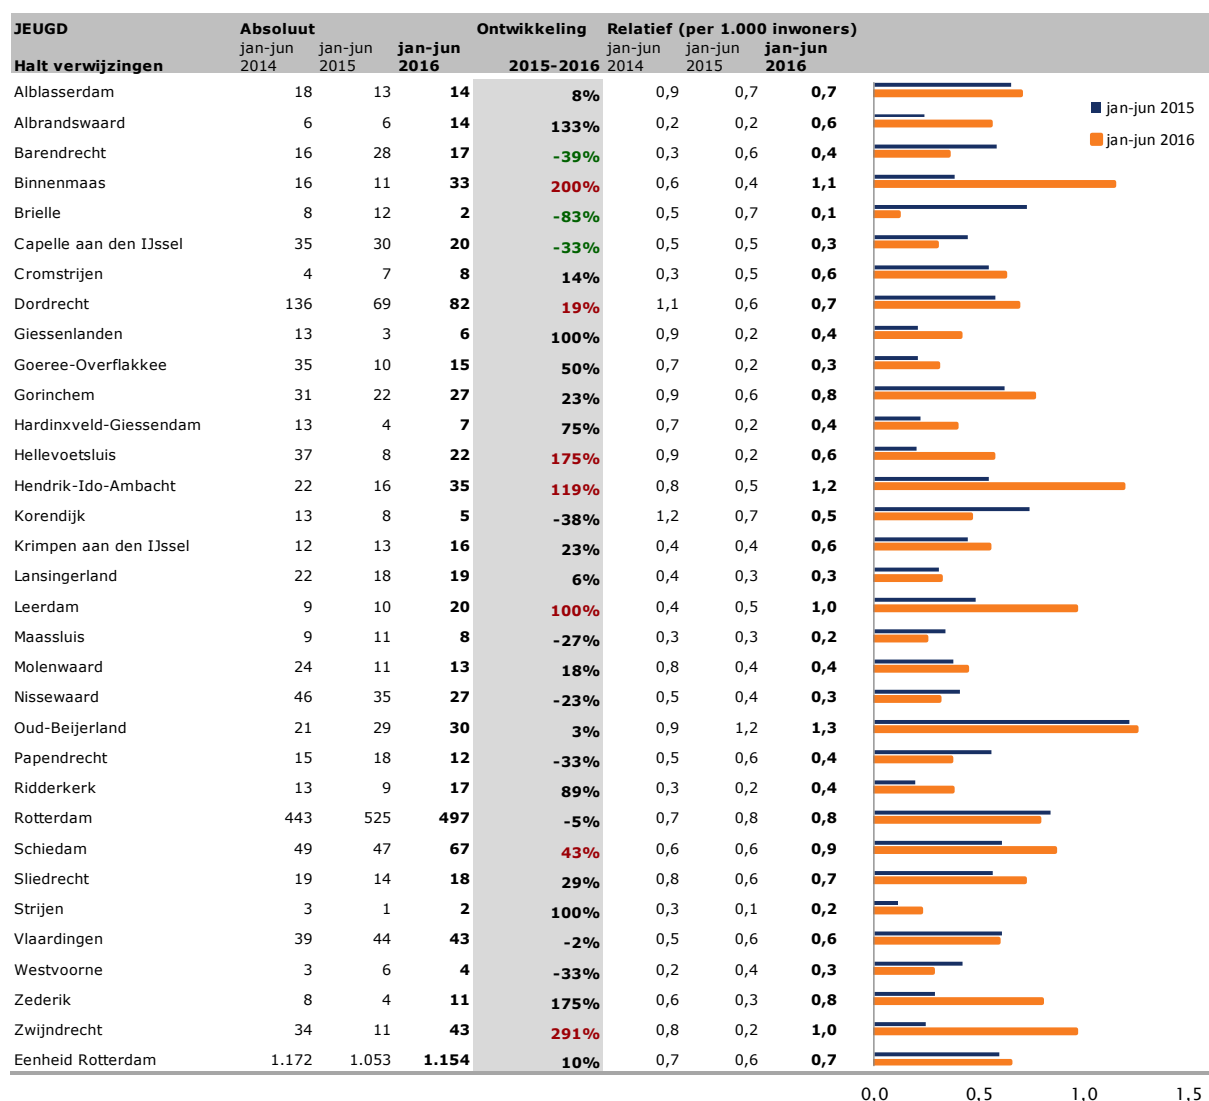 JEUGD Absoluut Ontwikkeling Relatief (per 1.000 inwoners)
jan-jun jan-jun jan-jun jan-jun jan-jun jan-jun
Halt verwijzingen 2014 2015 2016 2015-2016 2014 2015 2016
Alblasserdam 18 13 14 8% 0,9 0,7 0,7
jan-jun 2015
Albrandswaard 6 6 14 133% 0,2 0,2 0,6
jan-jun 2016
Barendrecht 16 28 17 -39% 0,3 0,6 0,4
Binnenmaas 16 11 33 200% 0,6 0,4 1,1
Brielle 8 12 2 -83% 0,5 0,7 0,1
Capelle aan den IJssel 35 30 20 -33% 0,5 0,5 0,3
Cromstrijen 4 7 8 14% 0,3 0,5 0,6
Dordrecht 136 69 82 19% 1,1 0,6 0,7
Giessenlanden 13 3 6 100% 0,9 0,2 0,4
Goeree-Overflakkee 35 10 15 50% 0,7 0,2 0,3
Gorinchem 31 22 27 23% 0,9 0,6 0,8
Hardinxveld-Giessendam 13 4 7 75% 0,7 0,2 0,4
Hellevoetsluis 37 8 22 175% 0,9 0,2 0,6
Hendrik-Ido-Ambacht 22 16 35 119% 0,8 0,5 1,2
Korendijk 13 8 5 -38% 1,2 0,7 0,5
Krimpen aan den IJssel 12 13 16 23% 0,4 0,4 0,6
Lansingerland 22 18 19 6% 0,4 0,3 0,3
Leerdam 9 10 20 100% 0,4 0,5 1,0
Maassluis 9 11 8 -27% 0,3 0,3 0,2
Molenwaard 24 11 13 18% 0,8 0,4 0,4
Nissewaard 46 35 27 -23% 0,5 0,4 0,3
Oud-Beijerland 21 29 30 3% 0,9 1,2 1,3
Papendrecht 15 18 12 -33% 0,5 0,6 0,4
Ridderkerk 13 9 17 89% 0,3 0,2 0,4
Rotterdam 443 525 497 -5% 0,7 0,8 0,8
Schiedam 49 47 67 43% 0,6 0,6 0,9
Sliedrecht 19 14 18 29% 0,8 0,6 0,7
Strijen 3 1 2 100% 0,3 0,1 0,2
Vlaardingen 39 44 43 -2% 0,5 0,6 0,6
Westvoorne 3 6 4 -33% 0,2 0,4 0,3
Zederik 8 4 11 175% 0,6 0,3 0,8
Zwijndrecht 34 11 43 291% 0,8 0,2 1,0
Eenheid Rotterdam 1.172 1.053 1.154 10% 0,7 0,6 0,7
0,0 0,5 1,0 1,5